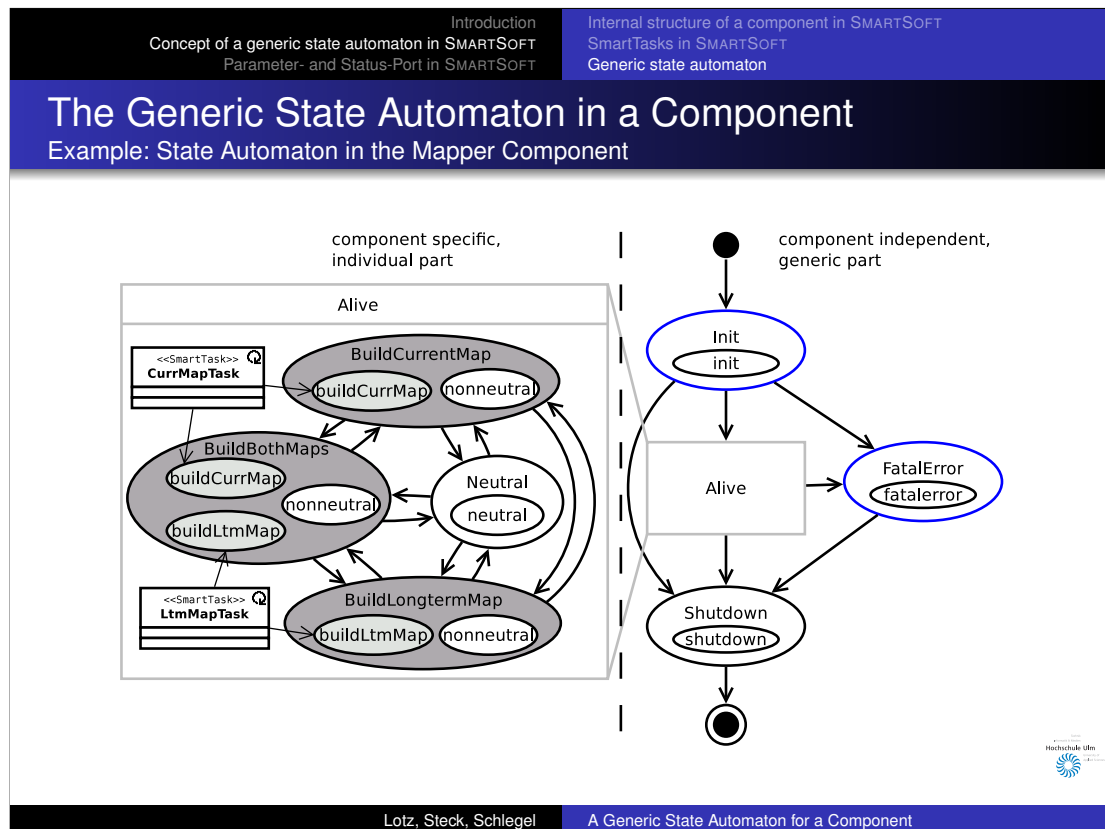 Introduction
Concept of a generic state automaton in SMARTSOFT
Parameter- and Status-Port in SMARTSOFT
Internal structure of a component in SMARTSOFT
SmartTasks in SMARTSOFT
Generic state automaton
The Generic State Automaton in a Component
Example: State Automaton in the Mapper Component
component specific,
individual part
component independent,
generic part
Alive
<<SmartTask>>
CurrMapTask
BuildCurrentMap
buildCurrMap
nonneutral
BuildBothMaps
buildCurrMap
nonneutral
buildLtmMap
Neutral
neutral
<<SmartTask>>
LtmMapTask
BuildLongtermMap
buildLtmMap
nonneutral
Init
init
Alive
FatalError
fatalerror
Shutdown
shutdown
Hochschule Ulm
Lotz, Steck, Schlegel
A Generic State Automaton for a Component